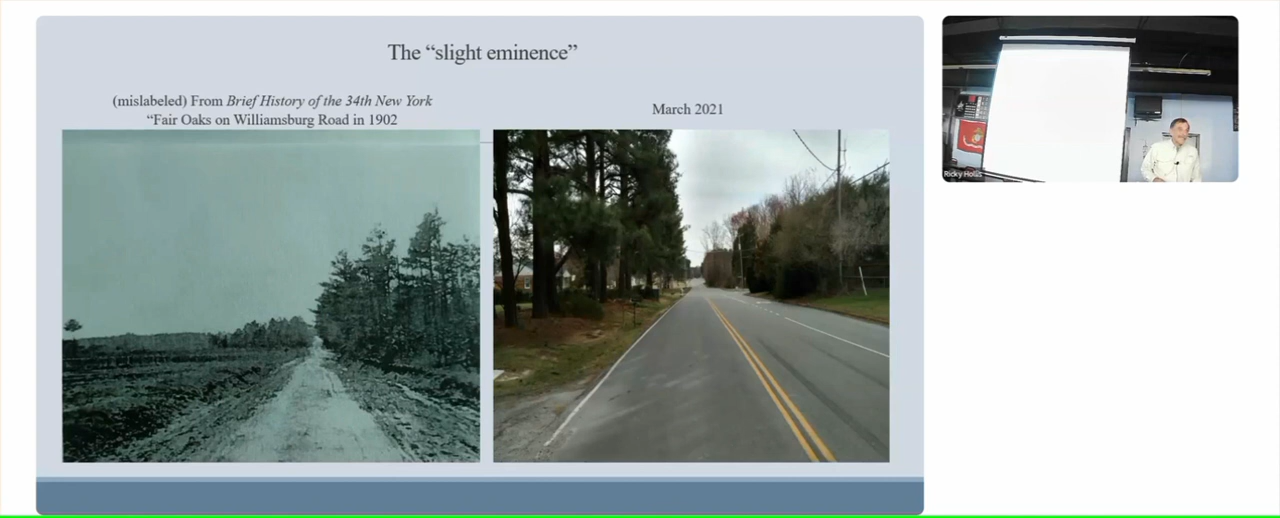 The “slight eminence”
(mislabeled) From Brief History of the 34th New York
“Fair Oaks on Williamsburg Road in 1902
March 2021
Ricky Hollis